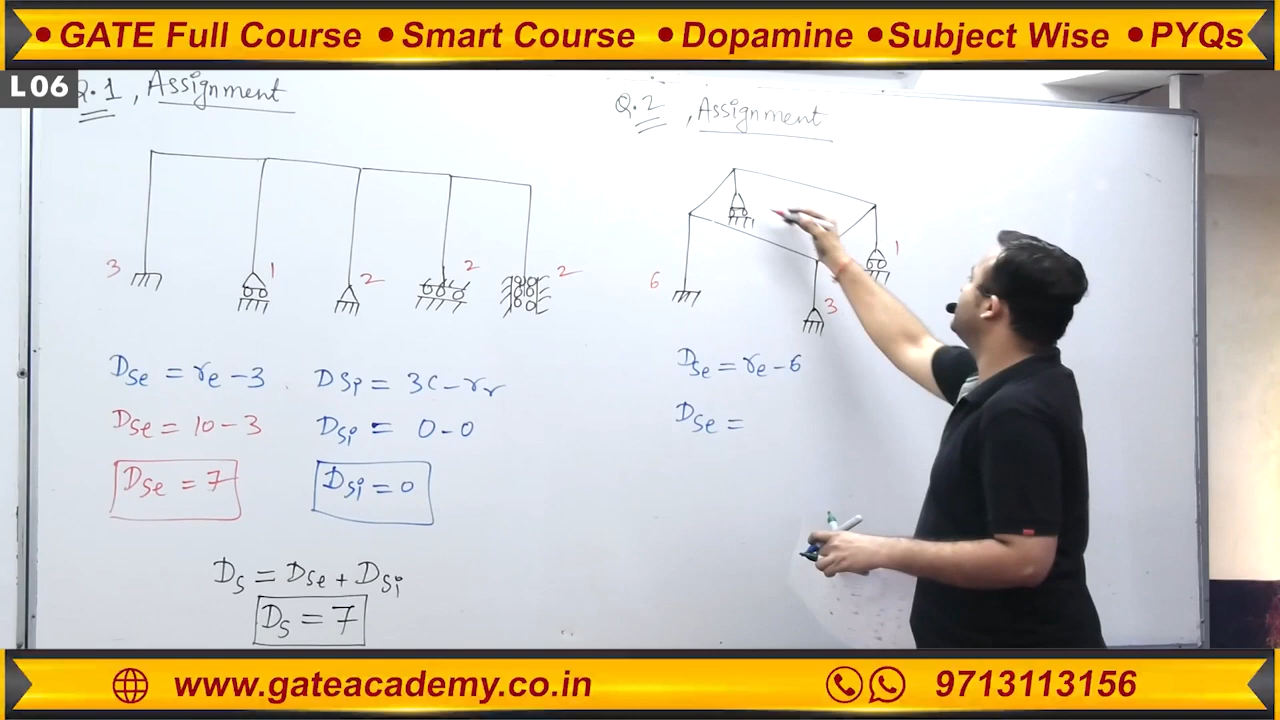 • GATE Full Course • Smart Course • Dopamine • Subject Wise • PYQs
L06
Q.1, Assignment
3
1
2
2
2
Dse = re - 3
Dsi = 3C - rr
Dse = 10 - 3
Dsi = 0 - 0
Dse = 7
Dsi = 0
Ds = Dse + Dsi
Ds = 7
Q.2, Assignment
6
3
1
Dse = re - 6
Dse =
www.gateacademy.co.in
9713113156